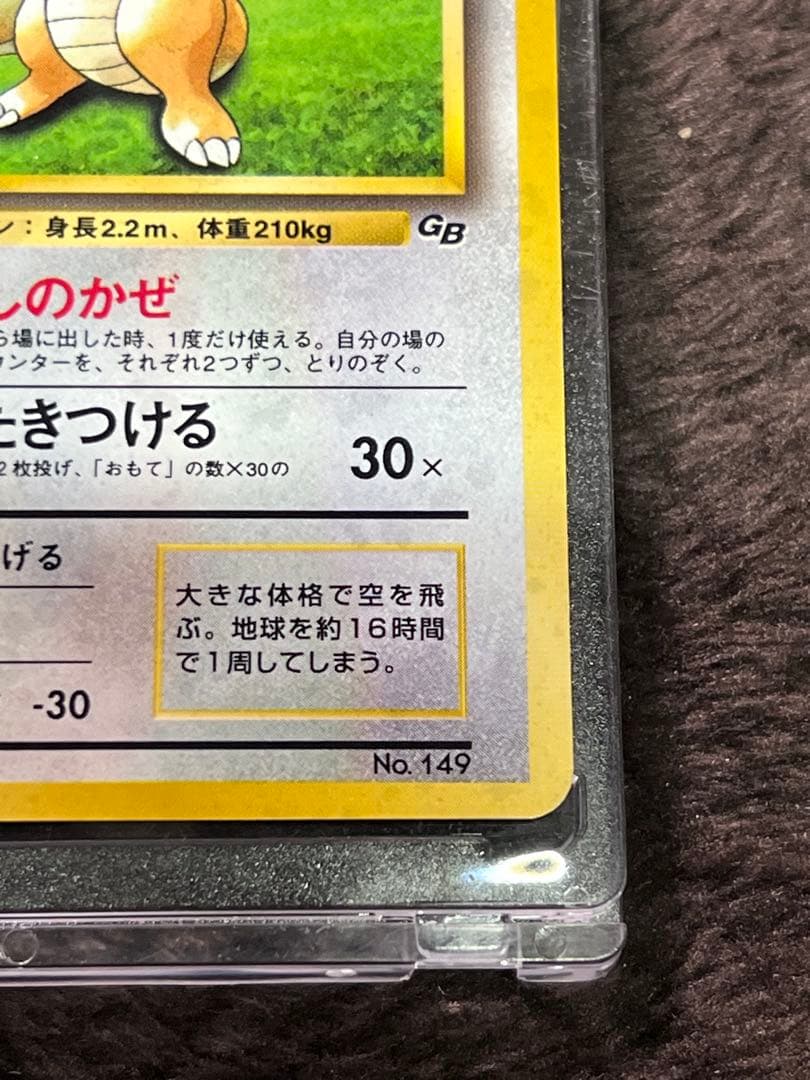 ン：身長2.2m、体重210kg
GB
しのかぜ
ら場に出した時、1度だけ使える。自分の場の
ウンターを、それぞれ2つずつ、とりのぞく。
たきつける
2枚投げ、「おもて」の数×30の
30×
げる
大きな体格で空を飛
ぶ。地球を約16時間
で1周してしまう。
-30
No. 149